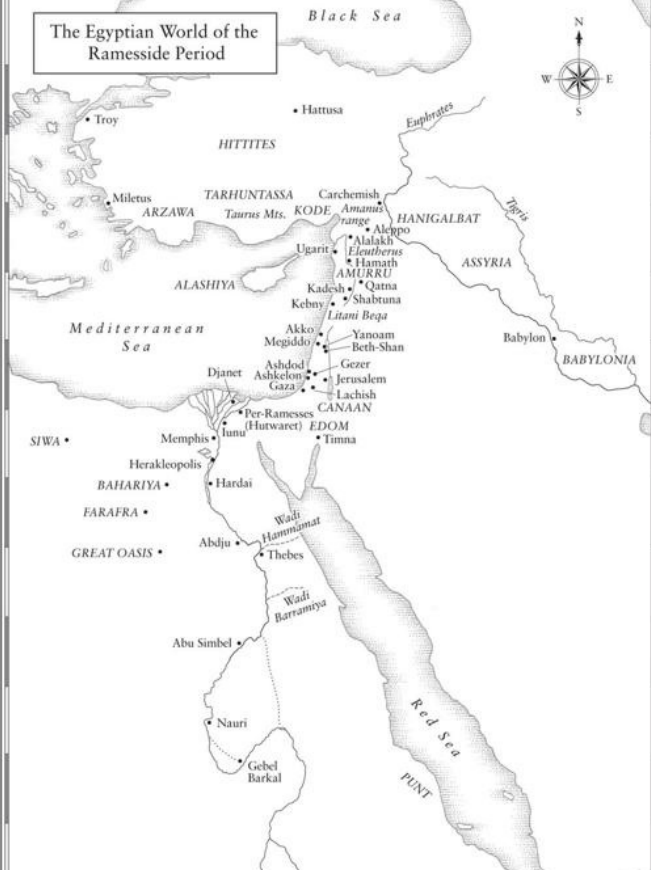 The Egyptian World of the
Ramesside Period
Black Sea
N
W
E
S
Troy
Hattusa
Euphrates
HITTITES
Miletus
ARZAWA
TARHUNTASSA
Taurus Mts.
KODE
Carchemish
Amanus
range
HANIGALBAT
Tigris
Aleppo
Alalakh
Ugarit
Eleutherus
Hamath
ASSYRIA
AMURRU
ALASHIYA
Kadesh
Qatna
Kebny
Shabtuna
Litani Beqa
Mediterranean
Sea
Akko
Megiddo
Yanoam
Beth-Shan
Babylon
BABYLONIA
Djanet
Ashdod
Ashkelon
Gaza
Gezer
Jerusalem
Lachish
CANAAN
Per-Ramesses
(Hutwaret)
EDOM
Iunu
Timna
SIWA
Memphis
Herakleopolis
BAHARIYA
Hardai
FARAFRA
Wadi
Hammamat
Abdju
GREAT OASIS
Thebes
Wadi
Barramiya
Abu Simbel
Nauri
Red Sea
Gebel
Barkal
PUNT